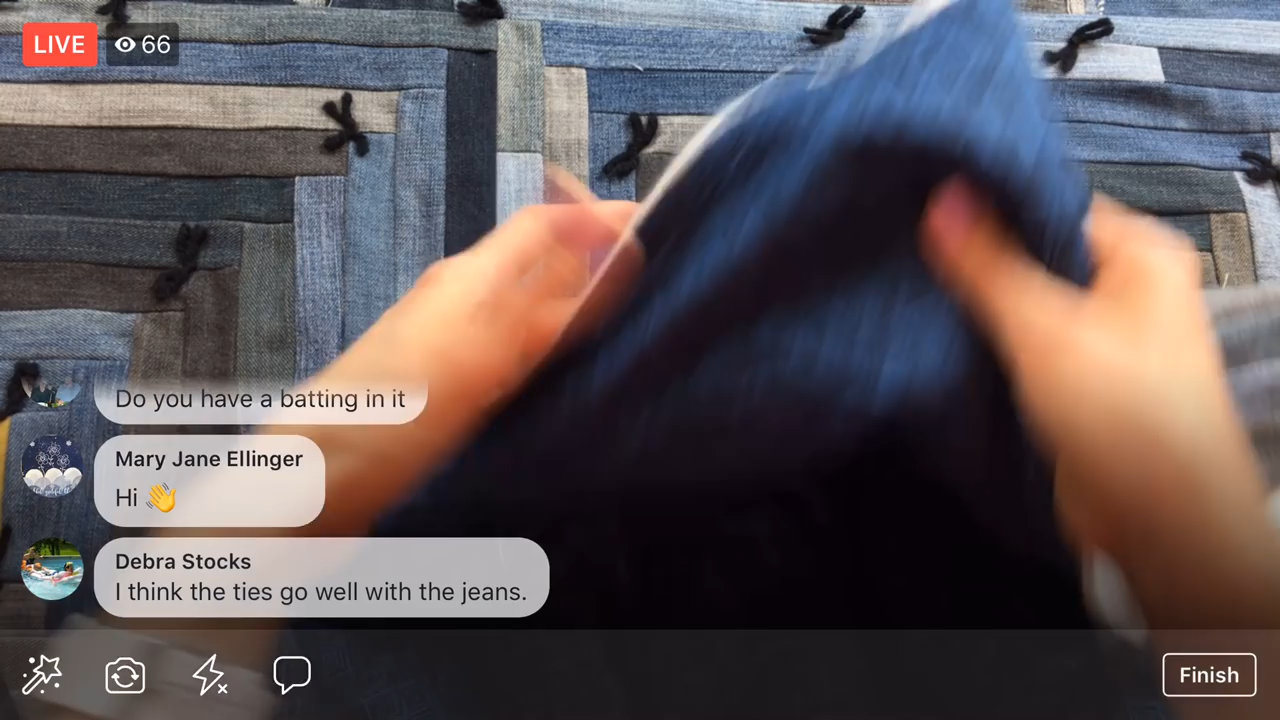 LIVE 66
Do you have a batting in it
Mary Jane Ellinger
Hi 👋
Debra Stocks
I think the ties go well with the jeans.
Finish